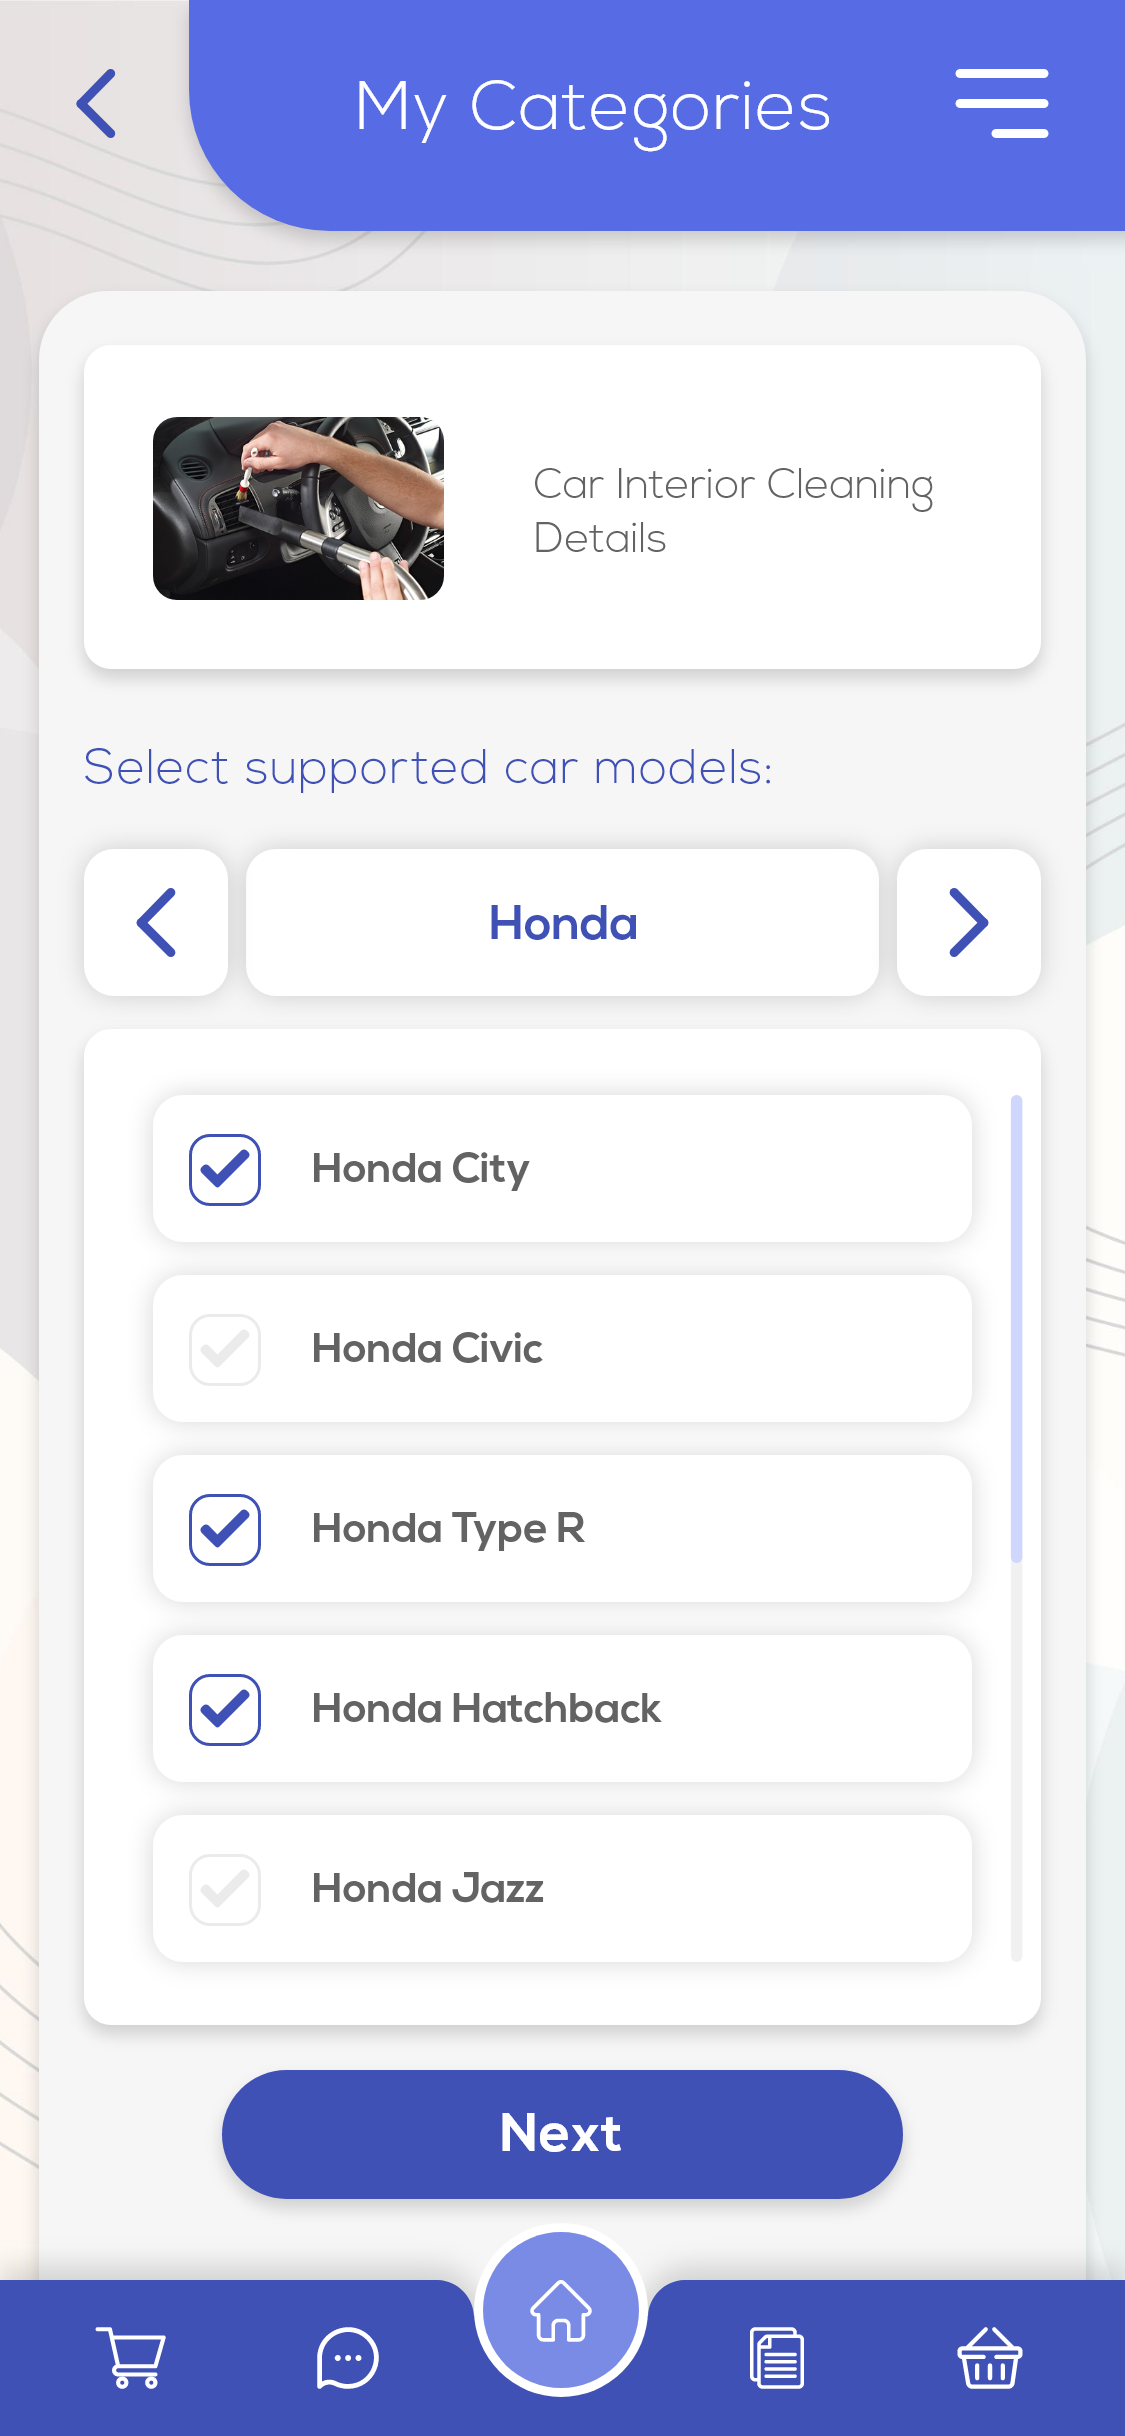 My Categories
Car Interior Cleaning
Details
Select supported car models:
Honda
Honda City
Honda Civic
Honda Type R
Honda Hatchback
Honda Jazz
Next